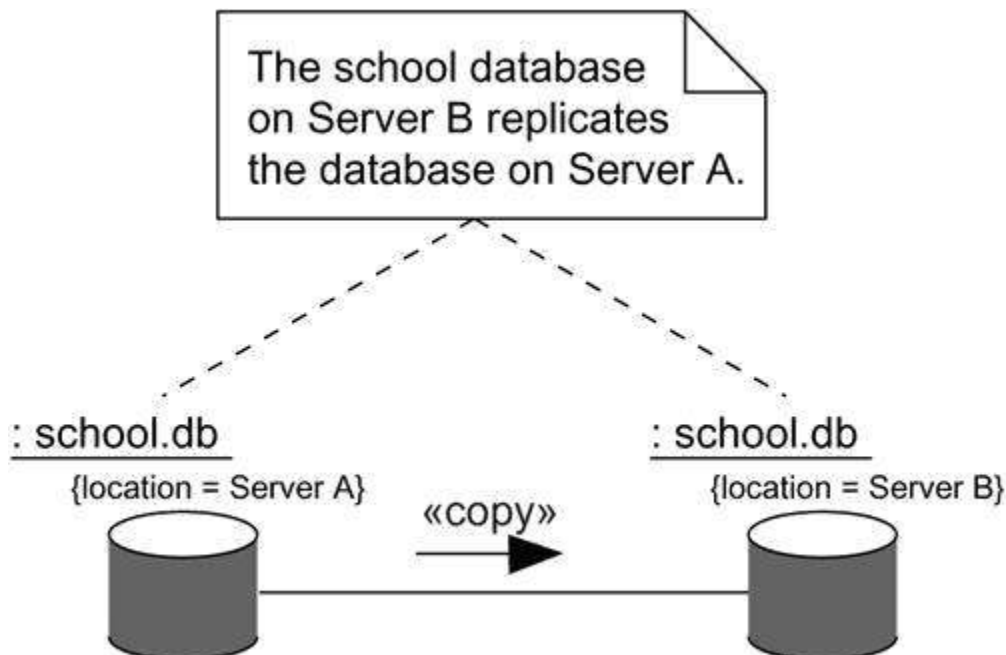 The school database
on Server B replicates
the database on Server A.
: school.db
{location = Server A}
: school.db
{location = Server B}
«copy»